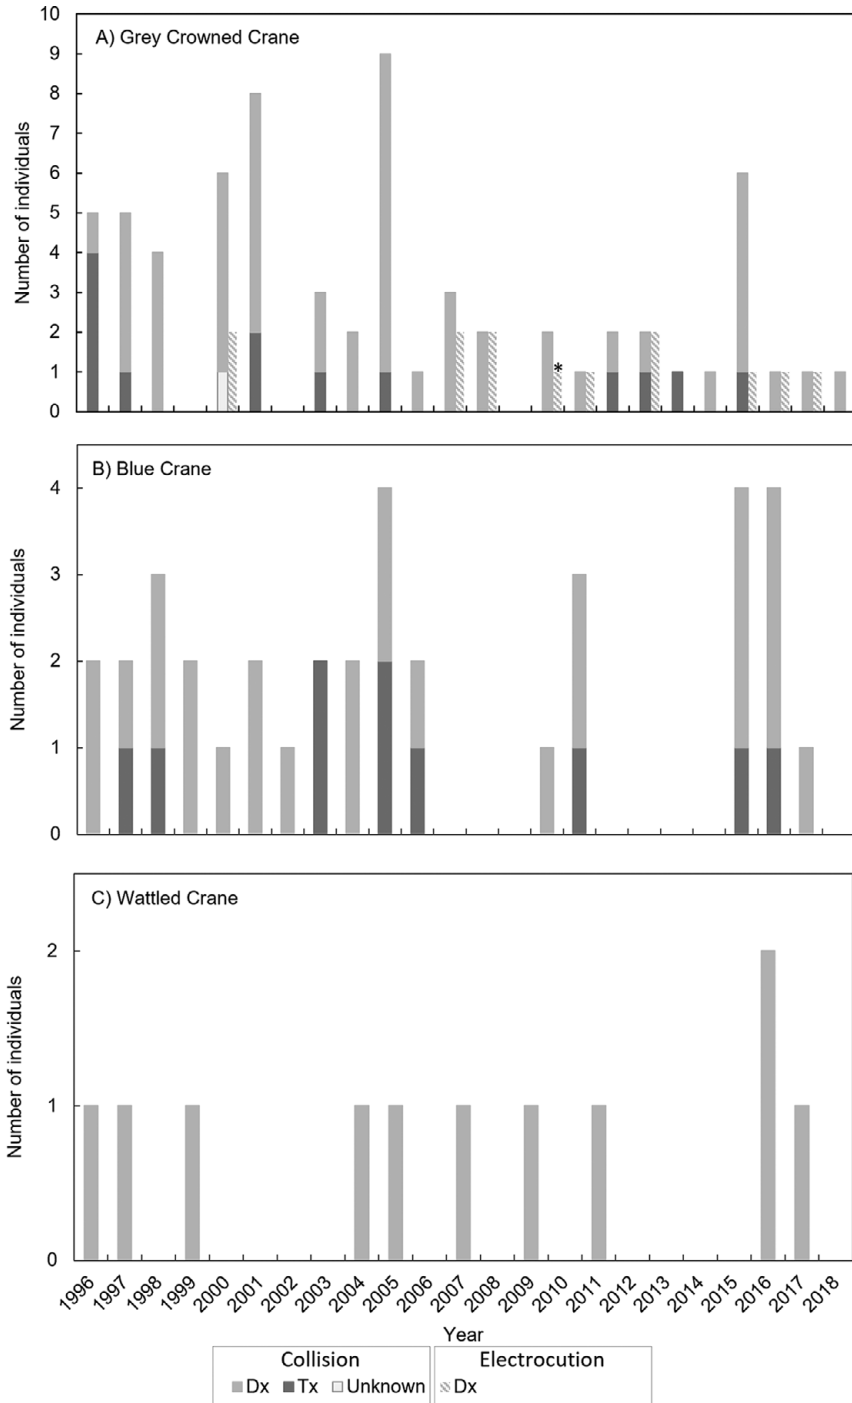 A) Grey Crowned Crane
Number of individuals
10
9
8
7
6
5
4
3
2
1
0
*
B) Blue Crane
Number of individuals
4
3
2
1
0
C) Wattled Crane
Number of individuals
2
1
0
1996 1997 1998 1999 2000 2001 2002 2003 2004 2005 2006 2007 2008 2009 2010 2011 2012 2013 2014 2015 2016 2017 2018
Year
Collision Electrocution
Dx Tx Unknown Dx